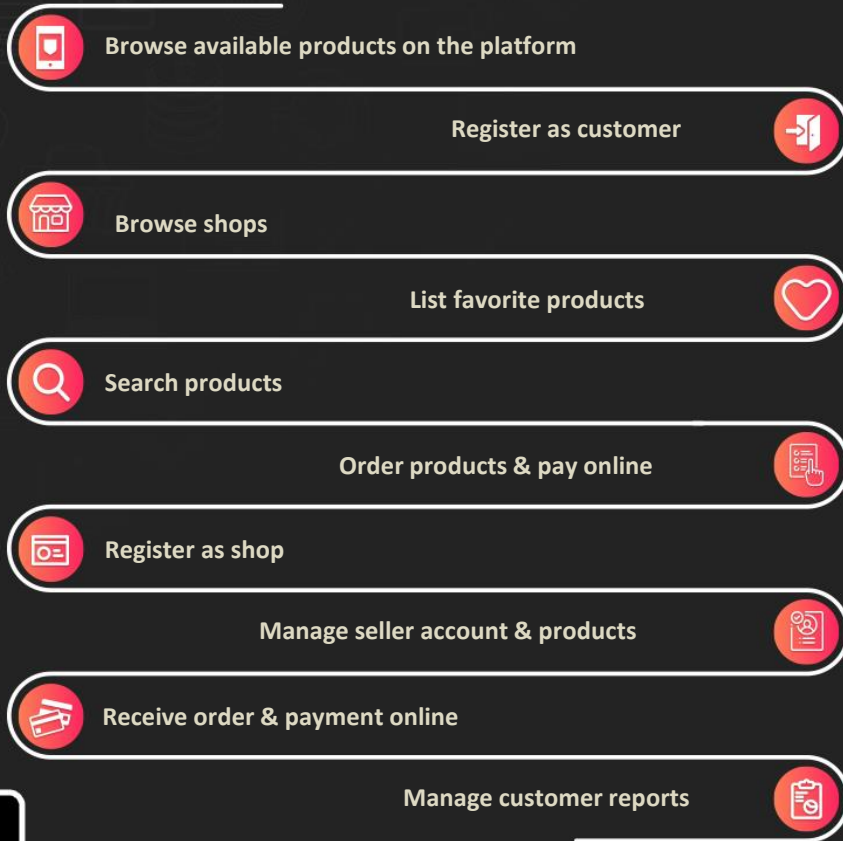 Browse available products on the platform
Register as customer
Browse shops
List favorite products
Search products
Order products & pay online
Register as shop
Manage seller account & products
Receive order & payment online
Manage customer reports